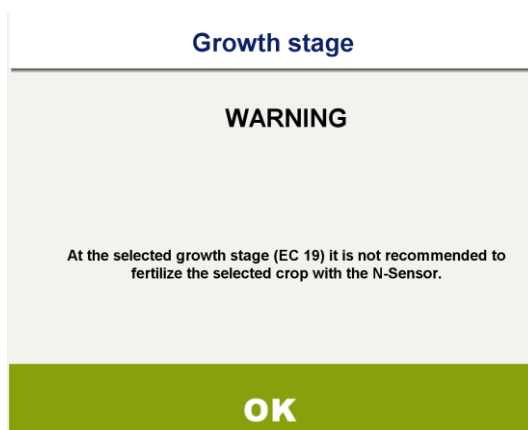 Growth stage
WARNING
At the selected growth stage (EC 19) it is not recommended to
fertilize the selected crop with the N-Sensor.
OK